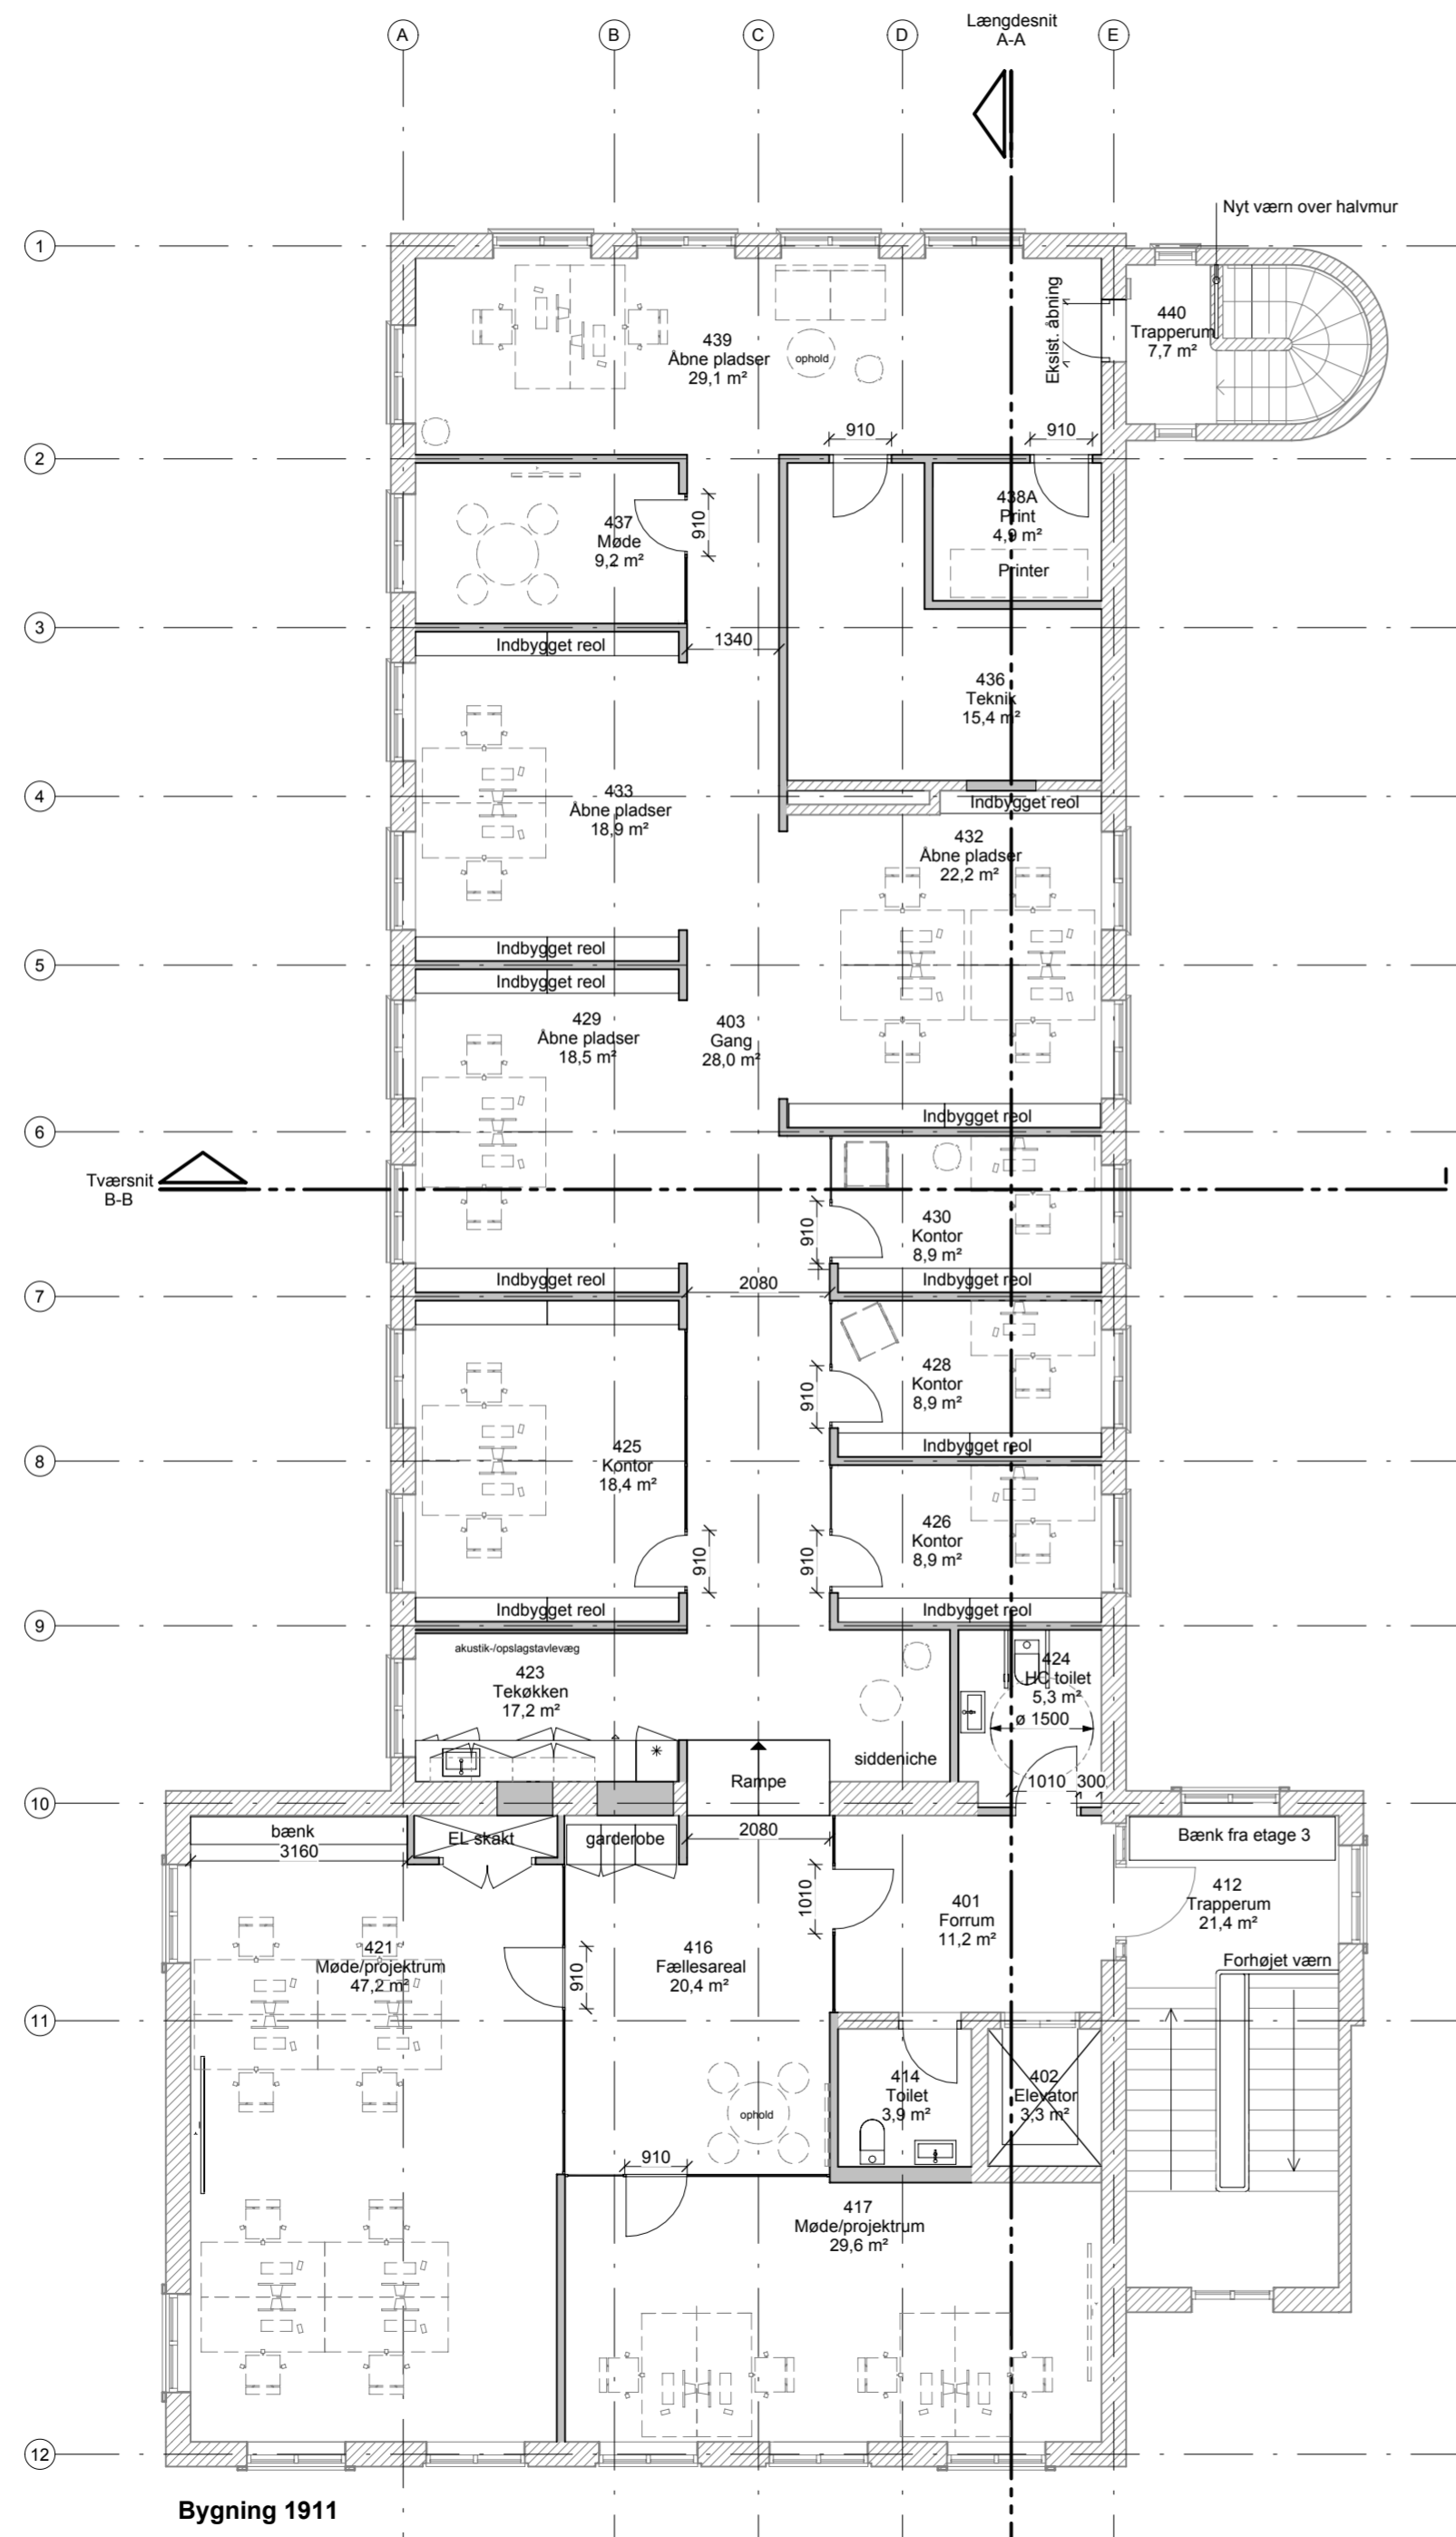 Længdesnit
A-A
A
B
C
D
E
Nyt værn over halvmur
1
Eksist. åbning
440
Trapperum
7,7 m²
439
Åbne pladser
29,1 m²
ophold
910
910
2
438A
Print
4,9 m²
Printer
437
Møde
9,2 m²
910
3
Indbygget reol
1340
436
Teknik
15,4 m²
4
433
Åbne pladser
18,9 m²
Indbygget reol
432
Åbne pladser
22,2 m²
Indbygget reol
5
Indbygget reol
429
Åbne pladser
18,5 m²
403
Gang
28,0 m²
Indbygget reol
6
Tværsnit
B-B
430
Kontor
8,9 m²
910
Indbygget reol
2080
Indbygget reol
7
428
Kontor
8,9 m²
910
Indbygget reol
8
425
Kontor
18,4 m²
426
Kontor
8,9 m²
910
910
Indbygget reol
Indbygget reol
9
akustik-/opslagstavlevæg
423
Tekøkken
17,2 m²
424
HC toilet
5,3 m²
ø 1500
siddeniche
Rampe
1010
300
10
bænk
3160
EL skakt
garderobe
2080
Bænk fra etage 3
1010
401
Forrum
11,2 m²
412
Trapperum
21,4 m²
Forhøjet værn
421
Møde/projektrum
47,2 m²
910
416
Fællesareal
20,4 m²
11
414
Toilet
3,9 m²
402
Elevator
3,3 m²
ophold
910
417
Møde/projektrum
29,6 m²
12
Bygning 1911